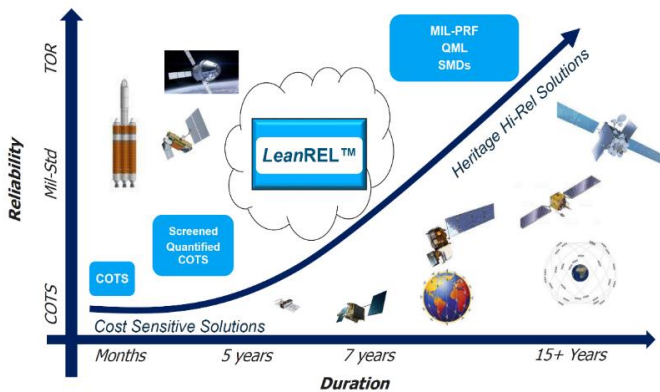 TOR
MIL-PRF
QML
SMDs
LeanREL™
Heritage Hi-Rel Solutions
Reliability
Mil-Std
Screened
Quantified
COTS
COTS
COTS
Cost Sensitive Solutions
Months
5 years
7 years
15+ Years
Duration